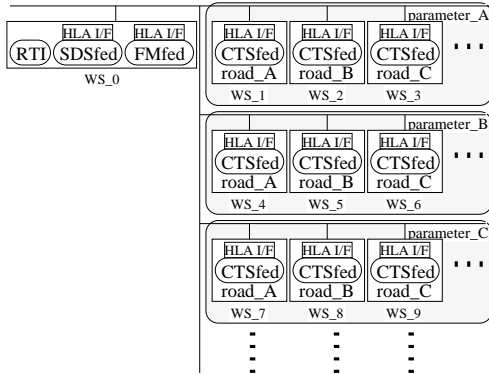 parameter_A
HLA I/F HLA I/F HLA I/F HLA I/F HLA I/F
RTI SDSfed FMfed CTSfed CTSfed CTSfed
road_A road_B road_C
WS_0 WS_1 WS_2 WS_3
parameter_B
HLA I/F HLA I/F HLA I/F
CTSfed CTSfed CTSfed
road_A road_B road_C
WS_4 WS_5 WS_6
parameter_C
HLA I/F HLA I/F HLA I/F
CTSfed CTSfed CTSfed
road_A road_B road_C
WS_7 WS_8 WS_9